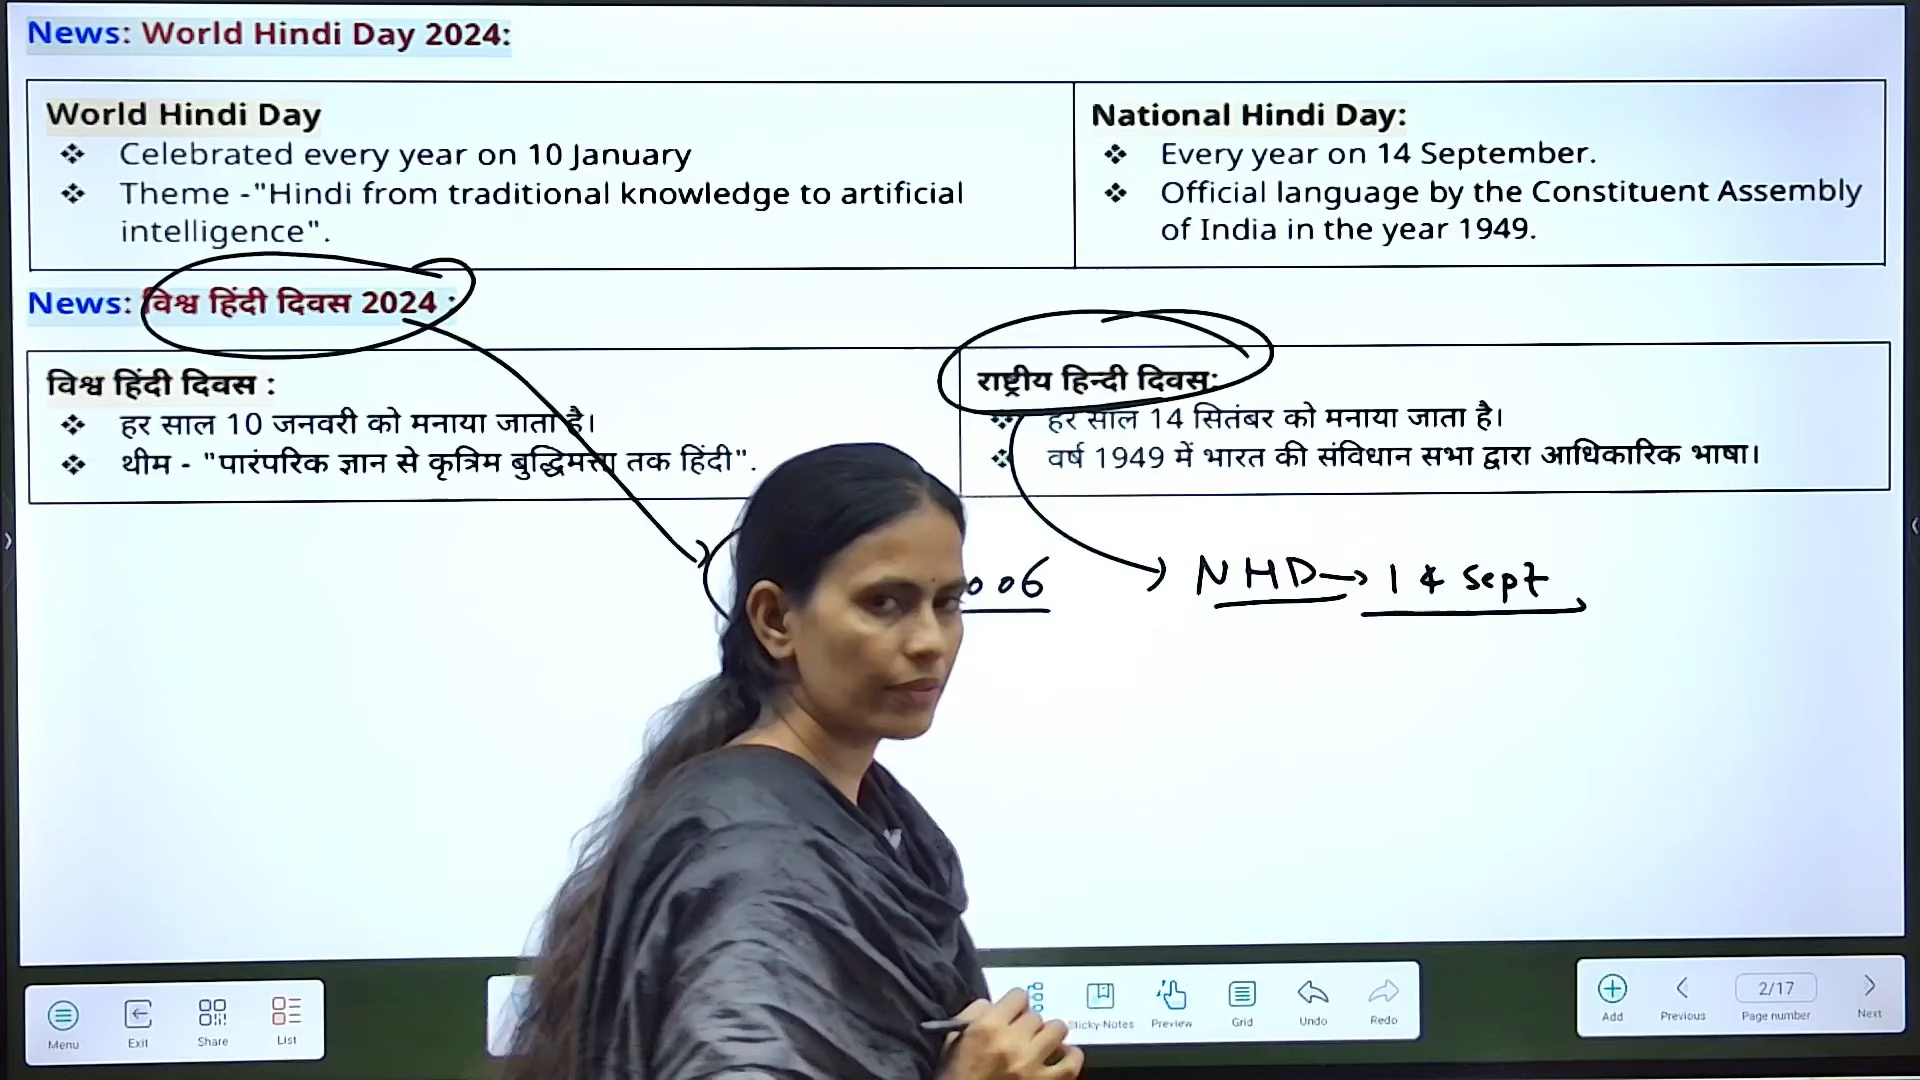 News: World Hindi Day 2024:
World Hindi Day
❖ Celebrated every year on 10 January
❖ Theme -"Hindi from traditional knowledge to artificial
intelligence".
National Hindi Day:
❖ Every year on 14 September.
❖ Official language by the Constituent Assembly
of India in the year 1949.
News: विश्व हिंदी दिवस 2024 :
विश्व हिंदी दिवस :
❖ हर साल 10 जनवरी को मनाया जाता है।
❖ थीम - "पारंपरिक ज्ञान से कृत्रिम बुद्धिमत्ता तक हिंदी".
राष्ट्रीय हिन्दी दिवस:
❖ हर साल 14 सितंबर को मनाया जाता है।
❖ वर्ष 1949 में भारत की संविधान सभा द्वारा आधिकारिक भाषा।
006
NHD → 14 Sept
Menu
Exit
Share
List
Sticky-Notes
Preview
Grid
Undo
Redo
Add
Previous
2/17
Page number
Next